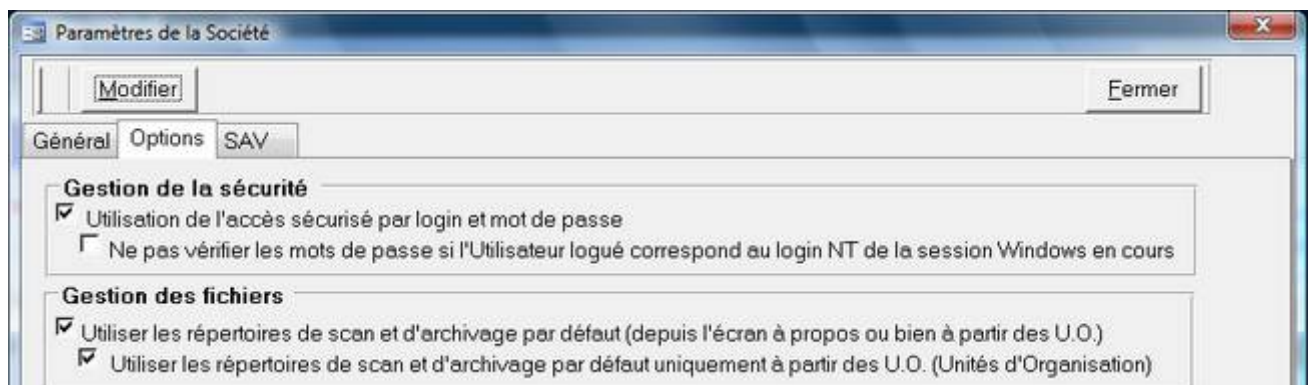 Paramètres de la Société
Modifier Fermer
Général Options SAV
Gestion de la sécurité
Utilisation de l'accès sécurisé par login et mot de passe
Ne pas vérifier les mots de passe si l'Utilisateur logué correspond au login NT de la session Windows en cours
Gestion des fichiers
Utiliser les répertoires de scan et d'archivage par défaut (depuis l'écran à propos ou bien à partir des U.O.)
Utiliser les répertoires de scan et d'archivage par défaut uniquement à partir des U.O. (Unités d'Organisation)